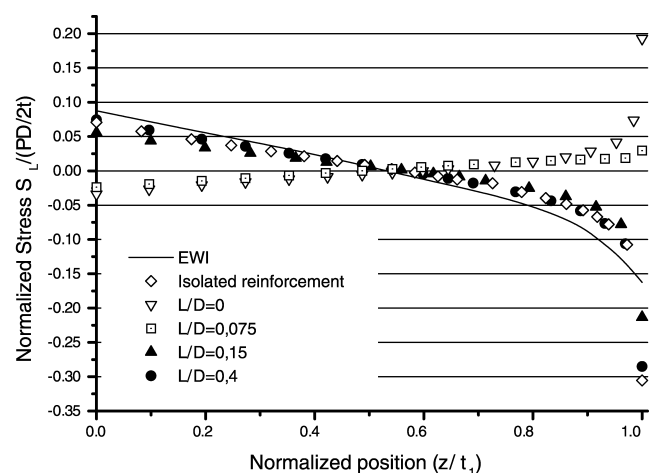 Normalized Stress S_L/(PD/2t)
0.20
0.15
0.10
0.05
0.00
-0.05
-0.10
-0.15
-0.20
-0.25
-0.30
-0.35
EWI
Isolated reinforcement
L/D=0
L/D=0,075
L/D=0,15
L/D=0,4
0.0 0.2 0.4 0.6 0.8 1.0
Normalized position (z/ t_1)